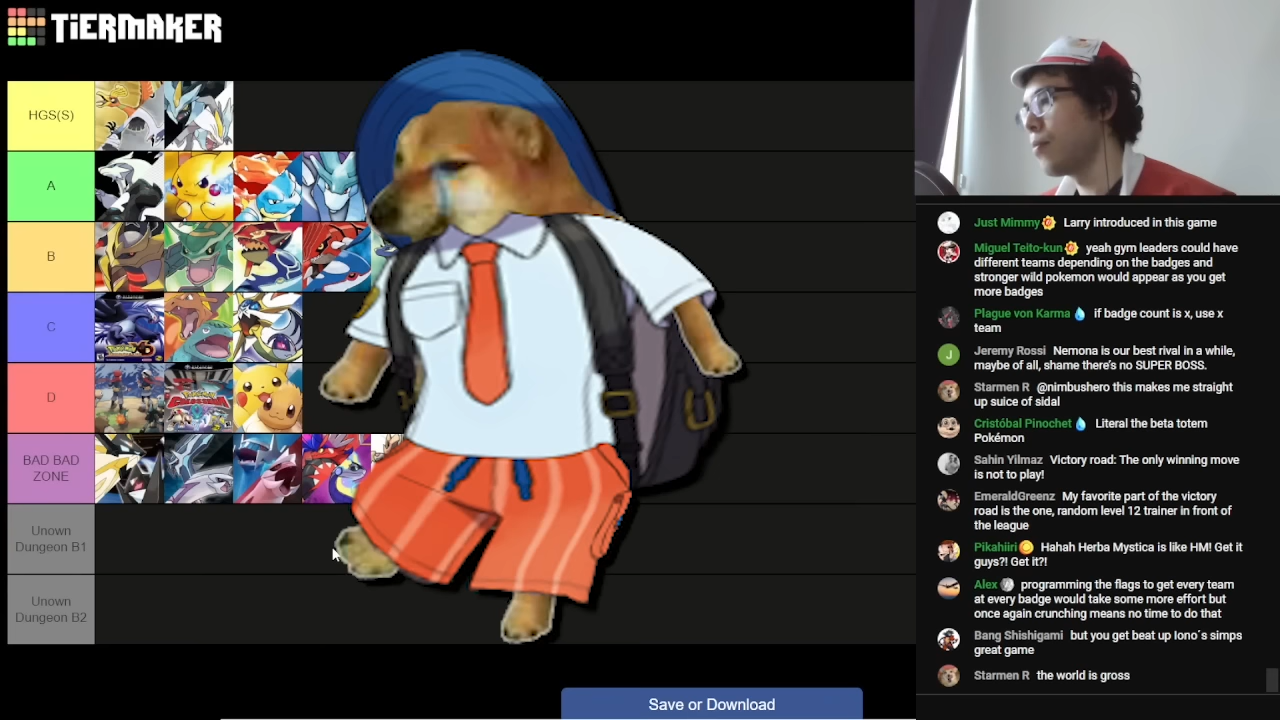 TiERMAKER
HGS(S)
A
B
C
D
BAD BAD
ZONE
Unown
Dungeon B1
Unown
Dungeon B2
Save or Download
Just Mimmy Larry introduced in this game
Miguel Teito-kun yeah gym leaders could have
different teams depending on the badges and
stronger wild pokemon would appear as you get
more badges
Plague von Karma if badge count is x, use x
team
J Jeremy Rossi Nemona is our best rival in a while,
maybe of all, shame there's no SUPER BOSS.
Starmen R @nimbushero this makes me straight
up suice of sidal
Cristóbal Pinochet Literal the beta totem
Pokémon
Sahin Yilmaz Victory road: The only winning move
is not to play!
EmeraldGreenz My favorite part of the victory
road is the one, random level 12 trainer in front of
the league
Pikahiiri Hahah Herba Mystica is like HM! Get it
guys?! Get it?!
Alex programming the flags to get every team
at every badge would take some more effort but
once again crunching means no time to do that
Bang Shishigami but you get beat up Iono´s simps
great game
Starmen R the world is gross